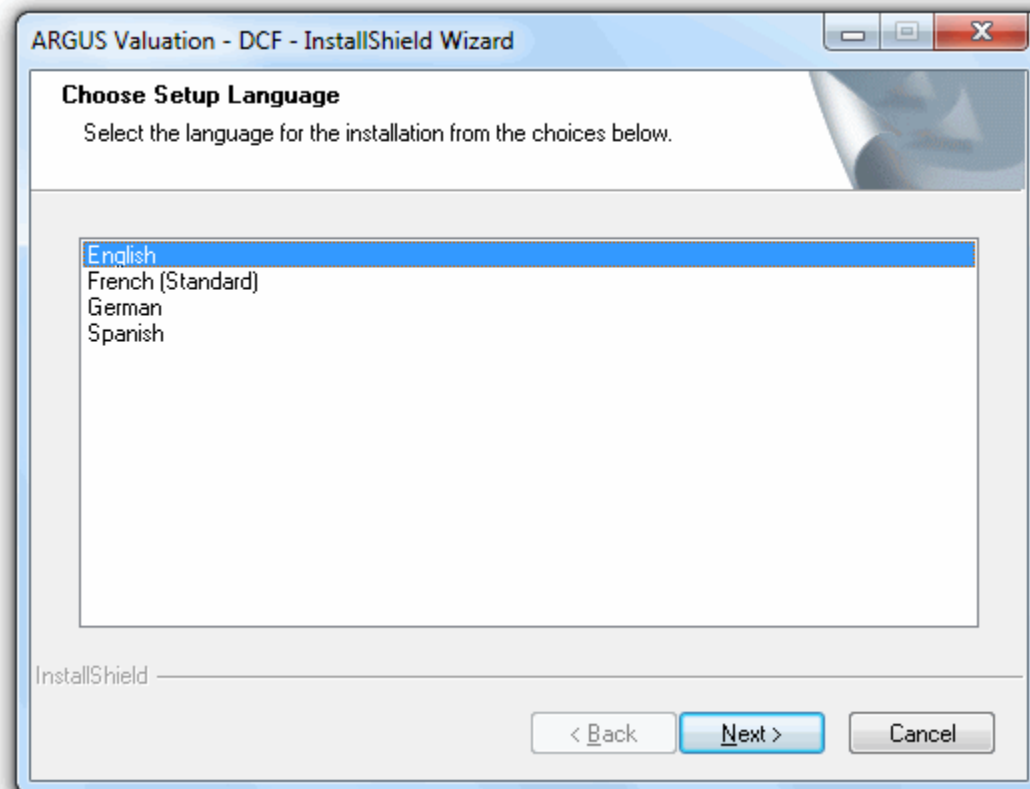 ARGUS Valuation - DCF - InstallShield Wizard
Choose Setup Language
Select the language for the installation from the choices below.
English
French (Standard)
German
Spanish
InstallShield
< Back
Next >
Cancel